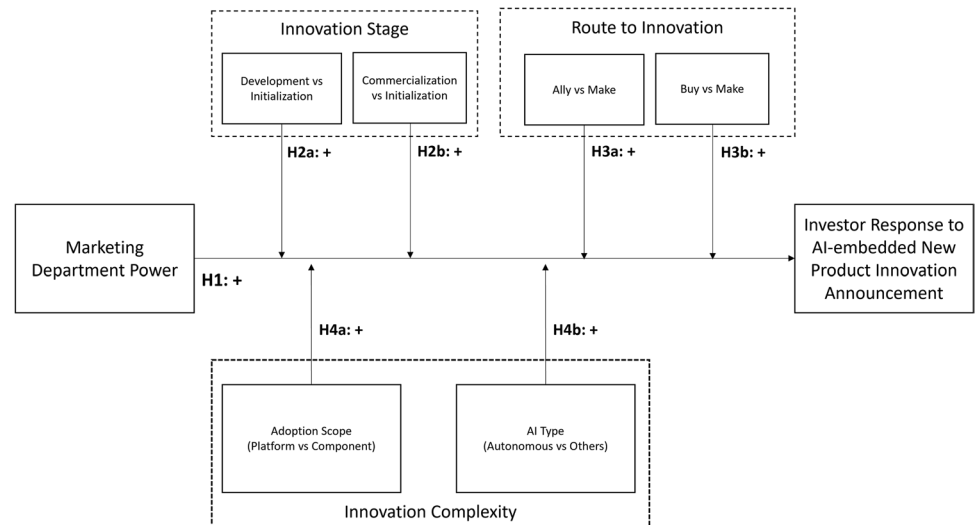 Innovation Stage
Development vs
Initialization
Commercialization
vs Initialization
Route to Innovation
Ally vs Make
Buy vs Make
H2a: +
H2b: +
H3a: +
H3b: +
Marketing
Department Power
H1: +
Investor Response to
AI-embedded New
Product Innovation
Announcement
H4a: +
H4b: +
Adoption Scope
(Platform vs Component)
AI Type
(Autonomous vs Others)
Innovation Complexity